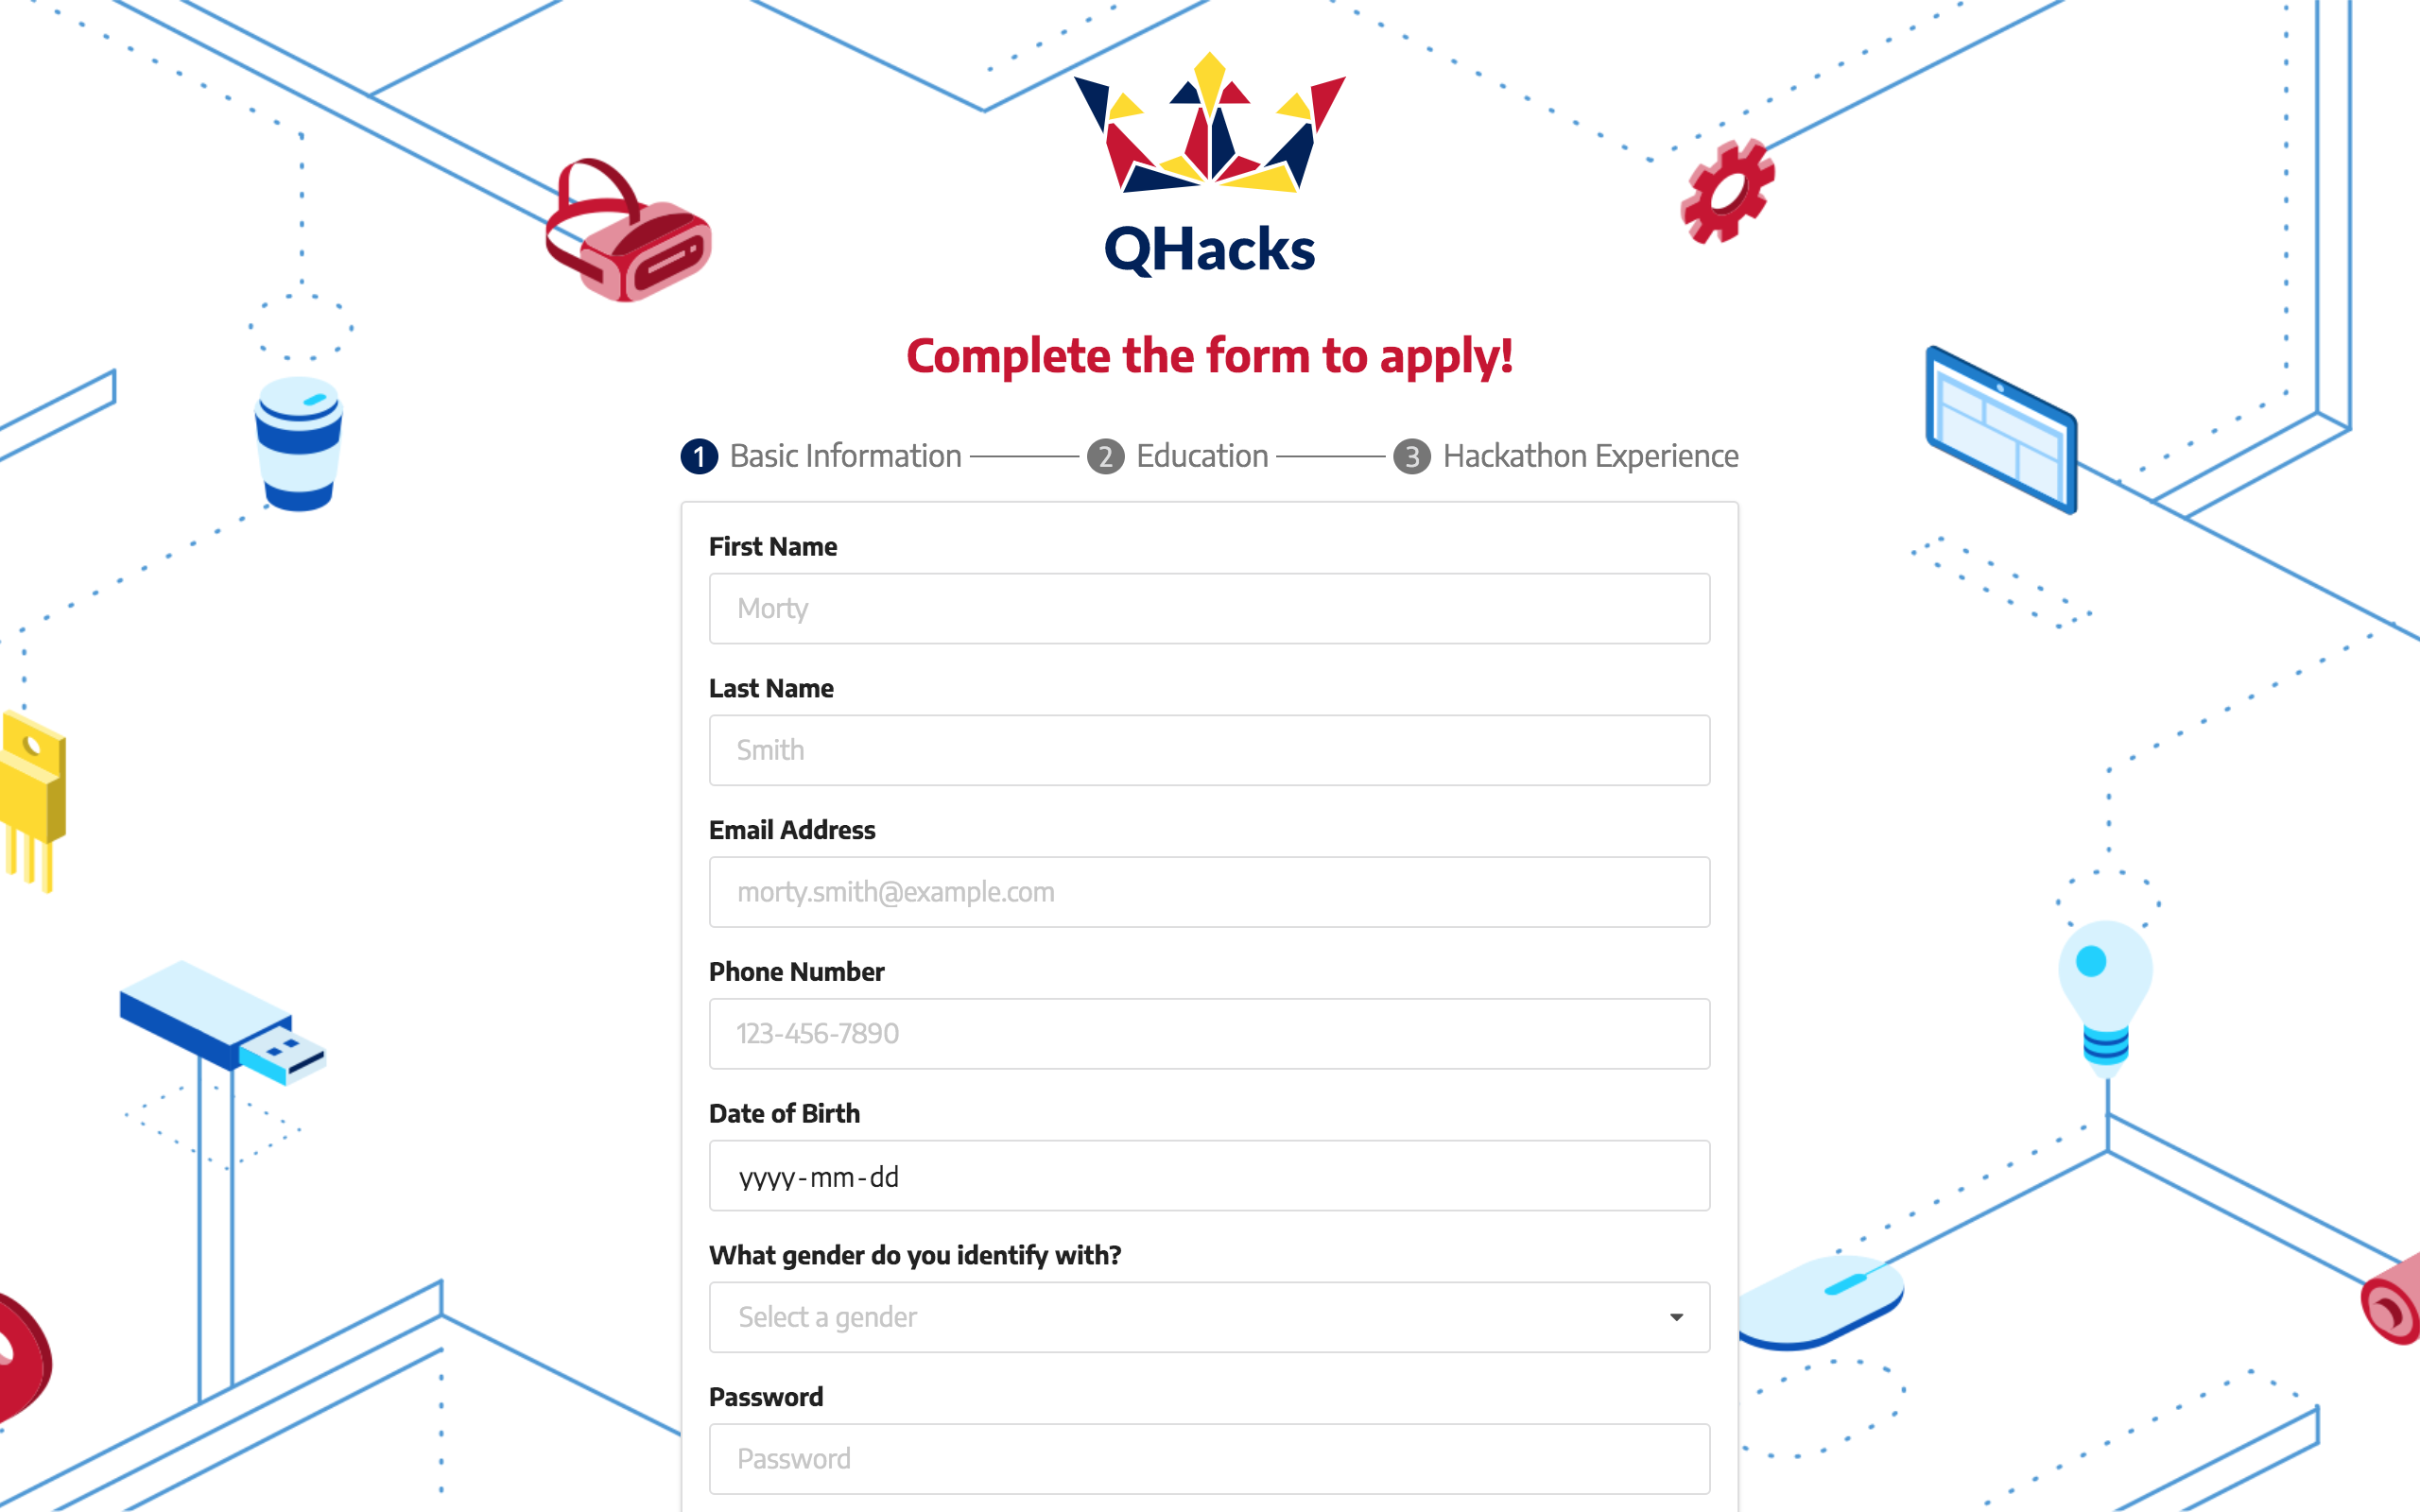 QHacks
Complete the form to apply!
1 Basic Information 2 Education 3 Hackathon Experience
First Name
Morty
Last Name
Smith
Email Address
morty.smith@example.com
Phone Number
123-456-7890
Date of Birth
yyyy-mm-dd
What gender do you identify with?
Select a gender
Password
Password